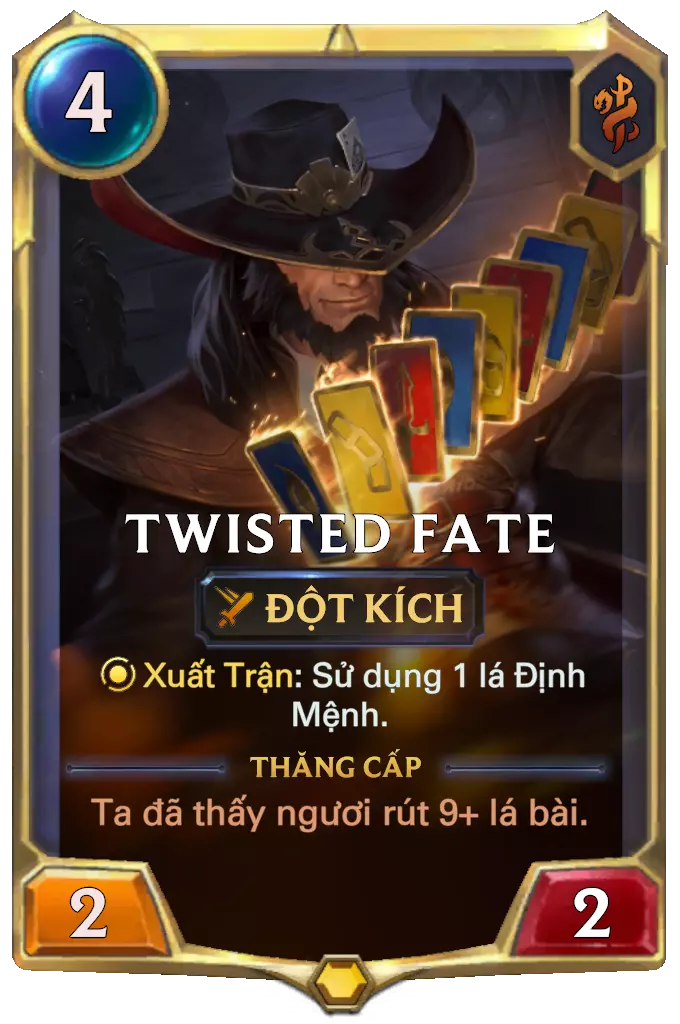 4
TWISTED FATE
ĐỘT KÍCH
Xuất Trận: Sử dụng 1 lá Định
Mệnh.
THĂNG CẤP
Ta đã thấy ngươi rút 9+ lá bài.
2
2